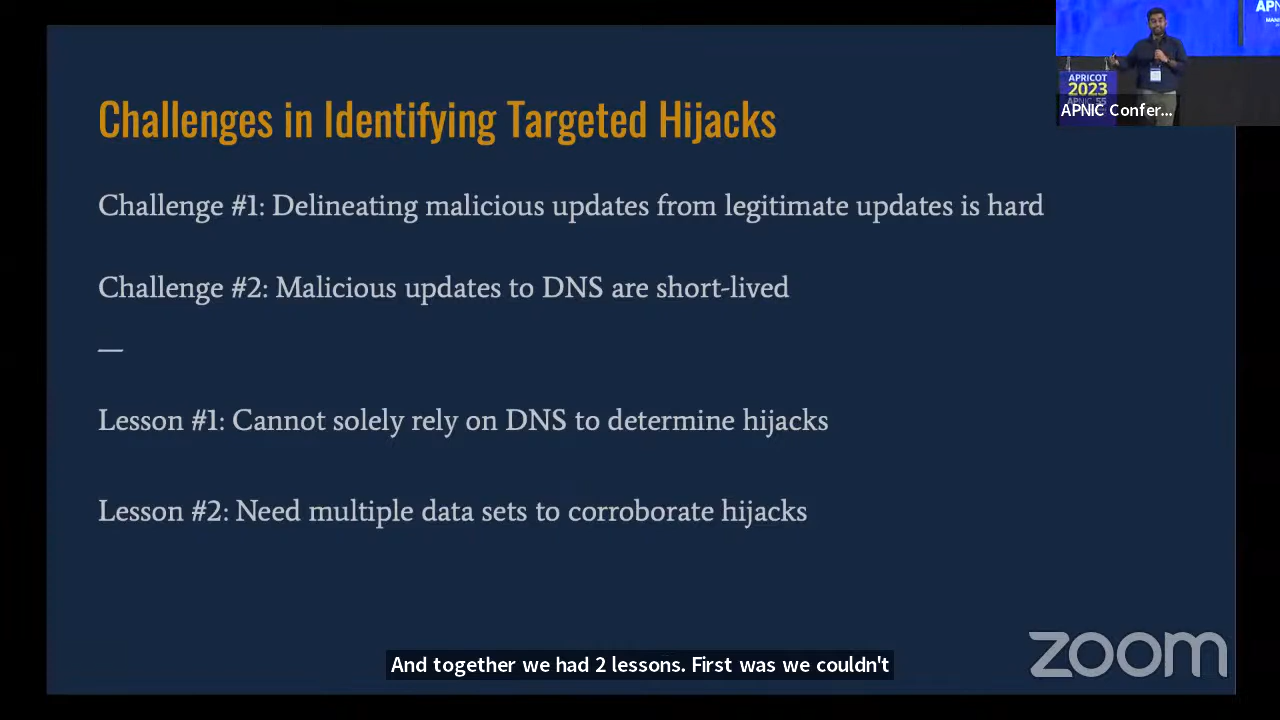 Challenges in Identifying Targeted Hijacks
Challenge #1: Delineating malicious updates from legitimate updates is hard
Challenge #2: Malicious updates to DNS are short-lived
—
Lesson #1: Cannot solely rely on DNS to determine hijacks
Lesson #2: Need multiple data sets to corroborate hijacks
APRICOT
2023
APNIC 55
APNIC Confer...
And together we had 2 lessons. First was we couldn't
zoom